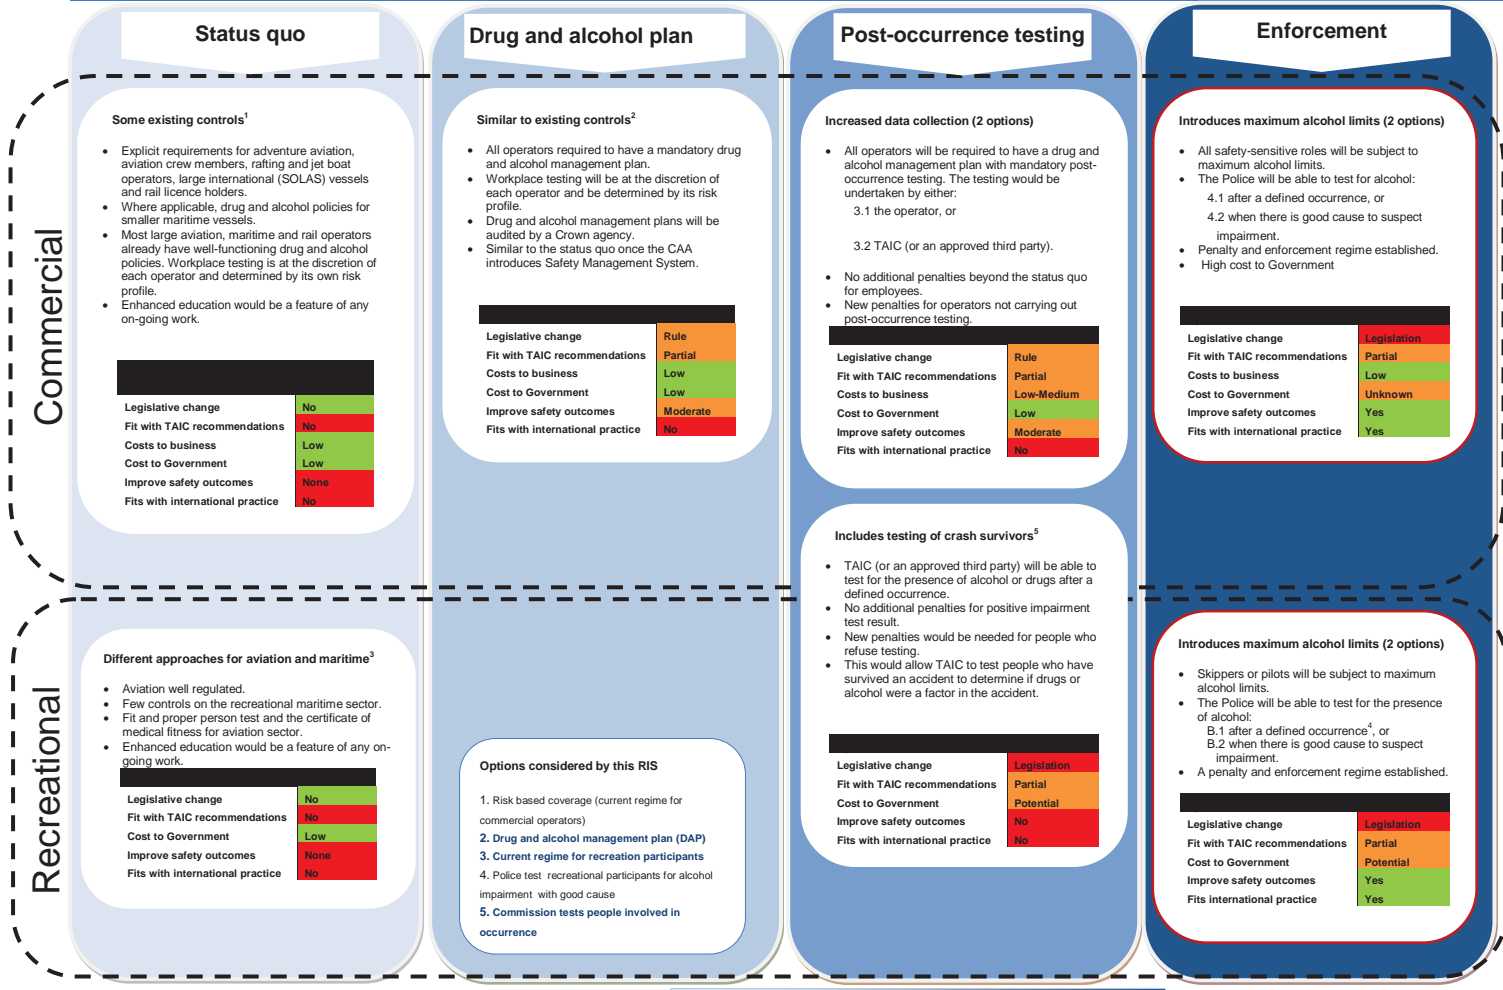 Status quo
Drug and alcohol plan
Post-occurrence testing
Enforcement
Commercial
Some existing controls1
• Explicit requirements for adventure aviation,
aviation crew members, rafting and jet boat
operators, large international (SOLAS) vessels
and rail licence holders.
• Where applicable, drug and alcohol policies for
smaller maritime vessels.
• Most large aviation, maritime and rail operators
already have well-functioning drug and alcohol
policies. Workplace testing is at the discretion of
each operator and determined by its own risk
profile.
• Enhanced education would be a feature of any
on-going work.
Legislative change No
Fit with TAIC recommendations No
Costs to business Low
Cost to Government Low
Improve safety outcomes None
Fits with international practice No
Similar to existing controls2
• All operators required to have a mandatory drug
and alcohol management plan.
• Workplace testing will be at the discretion of
each operator and be determined by its risk
profile.
• Drug and alcohol management plans will be
audited by a Crown agency.
• Similar to the status quo once the CAA
introduces Safety Management System.
Legislative change Rule
Fit with TAIC recommendations Partial
Costs to business Low
Cost to Government Low
Improve safety outcomes Moderate
Fits with international practice No
Increased data collection (2 options)
• All operators will be required to have a drug and
alcohol management plan with mandatory post-
occurrence testing. The testing would be
undertaken by either:
3.1 the operator, or
3.2 TAIC (or an approved third party).
• No additional penalties beyond the status quo
for employees.
• New penalties for operators not carrying out
post-occurrence testing.
Legislative change Rule
Fit with TAIC recommendations Partial
Costs to business Low-Medium
Cost to Government Low
Improve safety outcomes Moderate
Fits with international practice No
Introduces maximum alcohol limits (2 options)
• All safety-sensitive roles will be subject to
maximum alcohol limits.
• The Police will be able to test for alcohol:
4.1 after a defined occurrence, or
4.2 when there is good cause to suspect
impairment.
• Penalty and enforcement regime established.
• High cost to Government
Legislative change Legislation
Fit with TAIC recommendations Partial
Costs to business Low
Cost to Government Unknown
Improve safety outcomes Yes
Fits with international practice Yes
Includes testing of crash survivors5
• TAIC (or an approved third party) will be able to
test for the presence of alcohol or drugs after a
defined occurrence.
• No additional penalties for positive impairment
test result.
• New penalties would be needed for people who
refuse testing.
• This would allow TAIC to test people who have
survived an accident to determine if drugs or
alcohol were a factor in the accident.
Legislative change Legislation
Fit with TAIC recommendations Partial
Cost to Government Potential
Improve safety outcomes No
Fits with international practice No
Recreational
Different approaches for aviation and maritime3
• Aviation well regulated.
• Few controls on the recreational maritime sector.
• Fit and proper person test and the certificate of
medical fitness for aviation sector.
• Enhanced education would be a feature of any on-
going work.
Legislative change No
Fit with TAIC recommendations No
Cost to Government Low
Improve safety outcomes None
Fits with international practice No
Options considered by this RIS
1. Risk based coverage (current regime for
commercial operators)
2. Drug and alcohol management plan (DAP)
3. Current regime for recreation participants
4. Police test recreational participants for alcohol
impairment with good cause
5. Commission tests people involved in
occurrence
Introduces maximum alcohol limits (2 options)
• Skippers or pilots will be subject to maximum
alcohol limits.
• The Police will be able to test for the presence
of alcohol:
B.1 after a defined occurrence4, or
B.2 when there is good cause to suspect
impairment.
• A penalty and enforcement regime established.
Legislative change Legislation
Fit with TAIC recommendations Partial
Cost to Government Potential
Improve safety outcomes Yes
Fits with international practice Yes